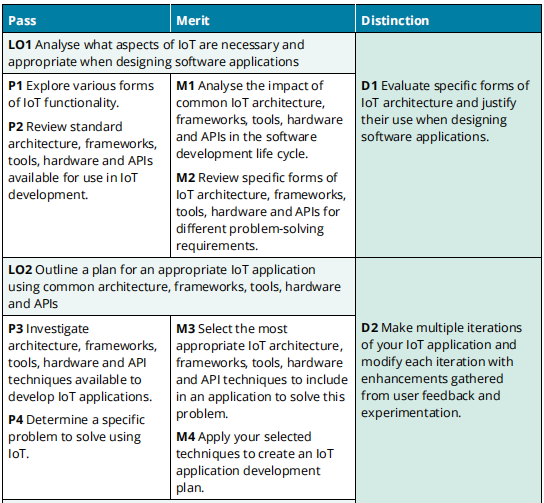 Pass
Merit
Distinction
LO1 Analyse what aspects of IoT are necessary and
appropriate when designing software applications
P1 Explore various forms
of IoT functionality.
P2 Review standard
architecture, frameworks,
tools, hardware and APIs
available for use in IoT
development.
M1 Analyse the impact of
common IoT architecture,
frameworks, tools, hardware
and APIs in the software
development life cycle.
M2 Review specific forms of
IoT architecture, frameworks,
tools, hardware and APIs for
different problem-solving
requirements.
D1 Evaluate specific forms of
IoT architecture and justify
their use when designing
software applications.
LO2 Outline a plan for an appropriate IoT application
using common architecture, frameworks, tools, hardware
and APIs
P3 Investigate
architecture, frameworks,
tools, hardware and API
techniques available to
develop IoT applications.
P4 Determine a specific
problem to solve using
IoT.
M3 Select the most
appropriate IoT architecture,
frameworks, tools, hardware
and API techniques to include
in an application to solve this
problem.
M4 Apply your selected
techniques to create an IoT
application development
plan.
D2 Make multiple iterations
of your IoT application and
modify each iteration with
enhancements gathered
from user feedback and
experimentation.